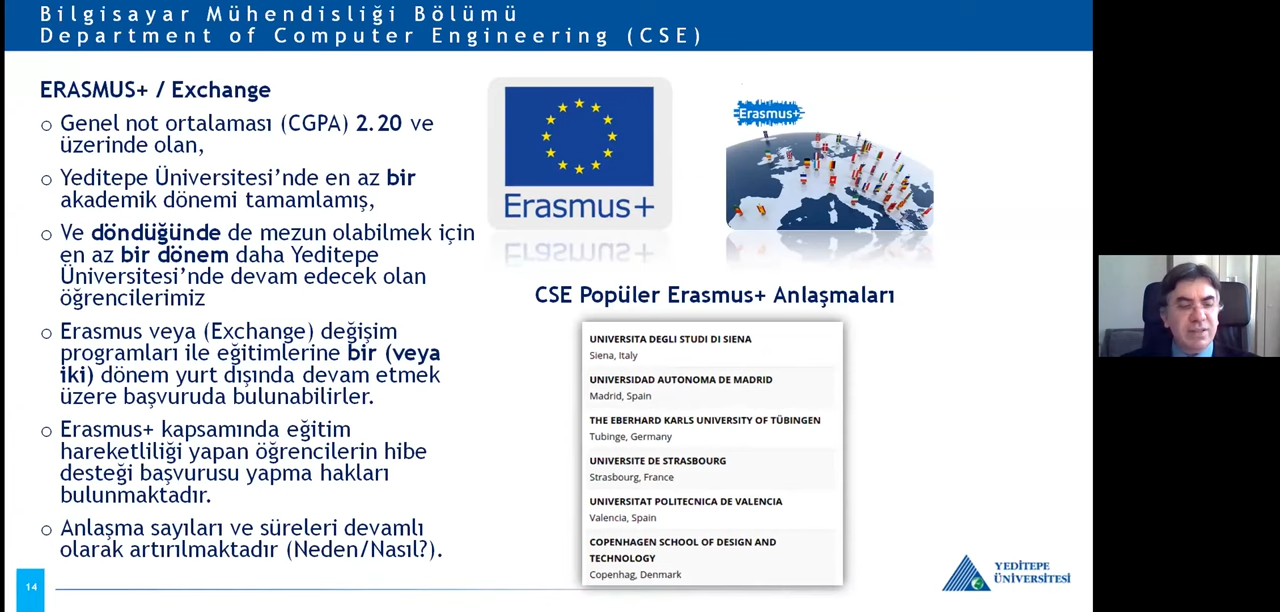 Bilgisayar Mühendisliği Bölümü
Department of Computer Engineering (CSE)
ERASMUS+ / Exchange
○ Genel not ortalaması (CGPA) 2.20 ve
üzerinde olan,
○ Yeditepe Üniversitesi’nde en az bir
akademik dönemi tamamlamış,
○ Ve döndüğünde de mezun olabilmek için
en az bir dönem daha Yeditepe
Üniversitesi’nde devam edecek olan
öğrencilerimiz
○ Erasmus veya (Exchange) değişim
programları ile eğitimlerine bir (veya
iki) dönem yurt dışında devam etmek
üzere başvuruda bulunabilirler.
○ Erasmus+ kapsamında eğitim
hareketliliği yapan öğrencilerin hibe
desteği başvurusu yapma hakları
bulunmaktadır.
○ Anlaşma sayıları ve süreleri devamlı
olarak artırılmaktadır (Neden/Nasıl?).
Erasmus+
Erasmus+
CSE Popüler Erasmus+ Anlaşmaları
UNIVERSITA DEGLI STUDI DI SIENA
Siena, Italy
UNIVERSIDAD AUTONOMA DE MADRID
Madrid, Spain
THE EBERHARD KARLS UNIVERSITY OF TÜBINGEN
Tubinge, Germany
UNIVERSITE DE STRASBOURG
Strasbourg, France
UNIVERSITAT POLITECNICA DE VALENCIA
Valencia, Spain
COPENHAGEN SCHOOL OF DESIGN AND
TECHNOLOGY
Copenhag, Denmark
14
YEDİTEPE
ÜNİVERSİTESİ